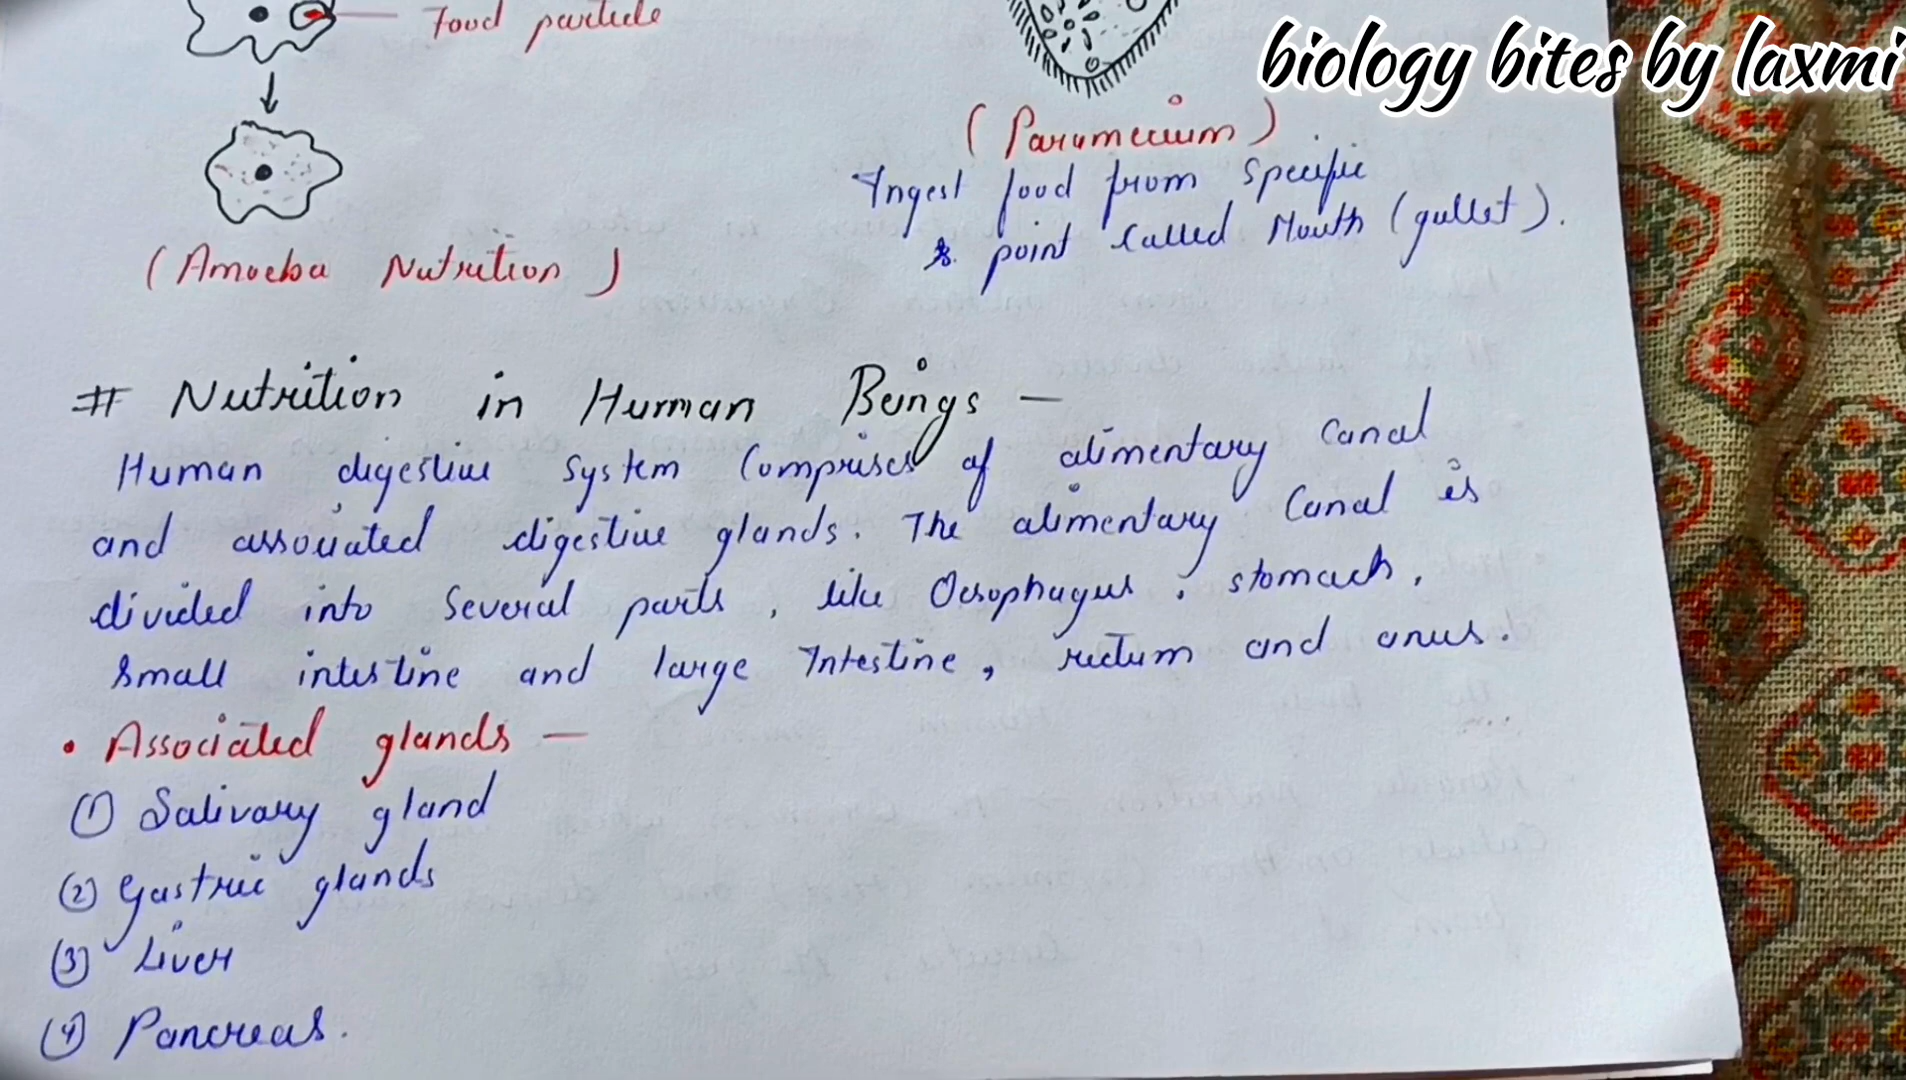 Food particle
biology bites by laxmi
(Paramecium).
Ingest food from specific
point called Mouth (gullet).
(Amoeba Nutrition)
# Nutrition in Human Beings —
Human digestive system comprises of alimentary canal
and associated digestive glands. The alimentary canal is
divided into several parts, like Oesophagus, stomach,
small intestine and large Intestine, rectum and anus.
• Associated glands —
(1) Salivary gland
(2) Gastric glands
(3) Liver
(4) Pancreas.